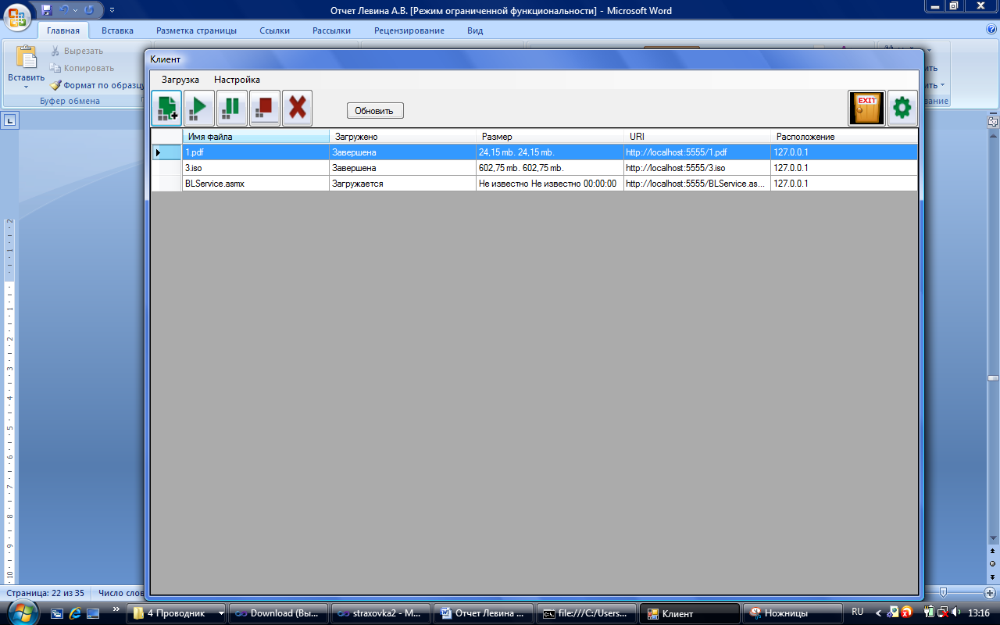 Отчет Левина А.В. [Режим ограниченной функциональности] - Microsoft Word
Главная Вставка Разметка страницы Ссылки Рассылки Рецензирование Вид
Вырезать
Копировать
Формат по образцу
Вставить
Буфер обмена
Клиент
Загрузка Настройка
Обновить
EXIT
Имя файла Загружено Размер URI Расположение
1.pdf Завершена 24,15 mb. 24,15 mb. http://localhost:5555/1.pdf 127.0.0.1
3.iso Завершена 602,75 mb. 602,75 mb. http://localhost:5555/3.iso 127.0.0.1
BLService.asmx Загружается Не известно Не известно 00:00:00 http://localhost:5555/BLService.as... 127.0.0.1
Страница: 22 из 35 Число слов
4 Проводник Download (Вы... straxovka2 - M... Отчет Левина ... file:///C:/Users... Клиент Ножницы RU 13:16